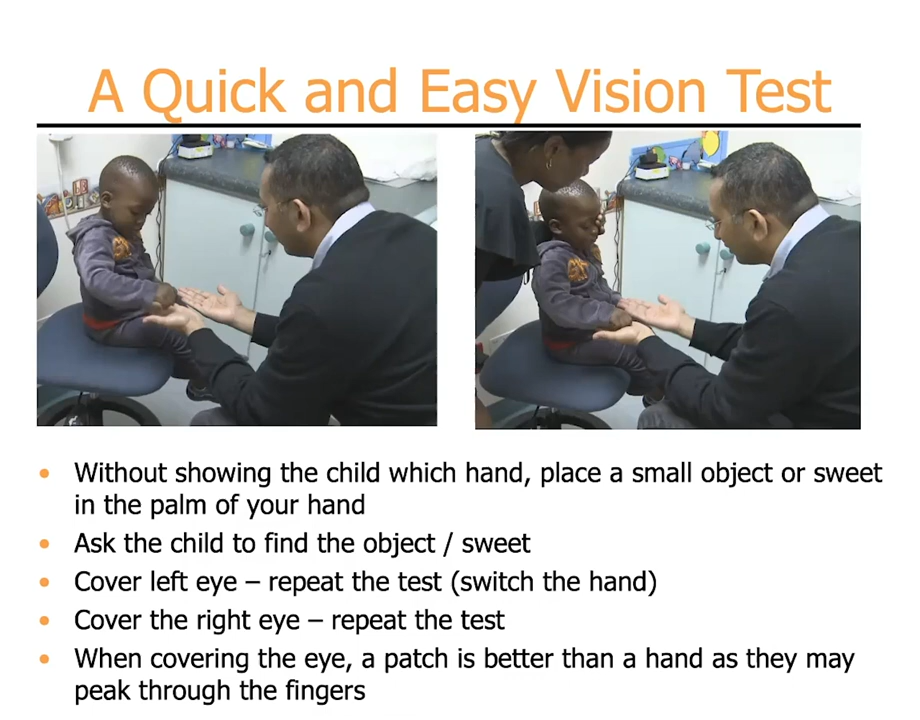 A Quick and Easy Vision Test
• Without showing the child which hand, place a small object or sweet
in the palm of your hand
• Ask the child to find the object / sweet
• Cover left eye – repeat the test (switch the hand)
• Cover the right eye – repeat the test
• When covering the eye, a patch is better than a hand as they may
peak through the fingers